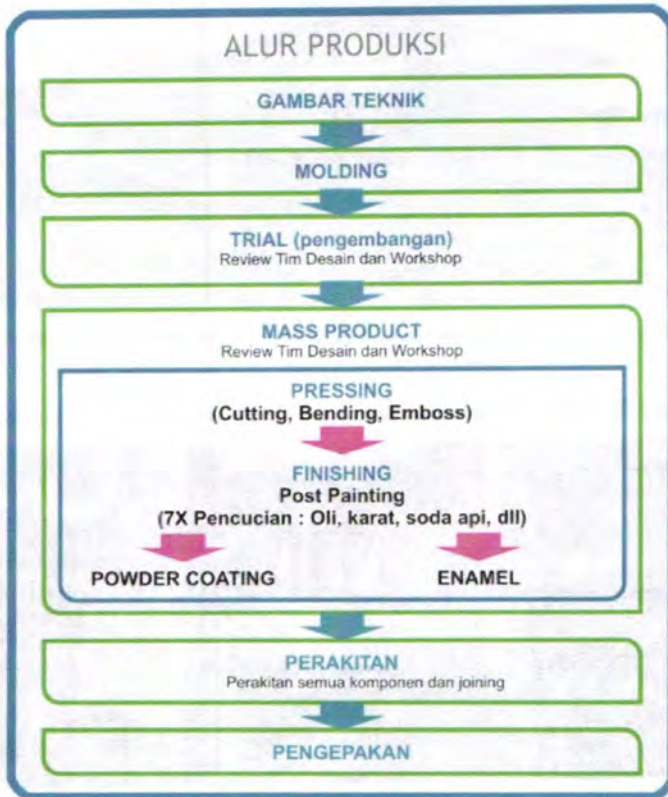 ALUR PRODUKSI
GAMBAR TEKNIK
MOLDING
TRIAL (pengembangan)
Review Tim Desain dan Workshop
MASS PRODUCT
Review Tim Desain dan Workshop
PRESSING
(Cutting, Bending, Emboss)
FINISHING
Post Painting
(7X Pencucian : Oli, karat, soda api, dll)
POWDER COATING
ENAMEL
PERAKITAN
Perakitan semua komponen dan joining
PENGEPAKAN